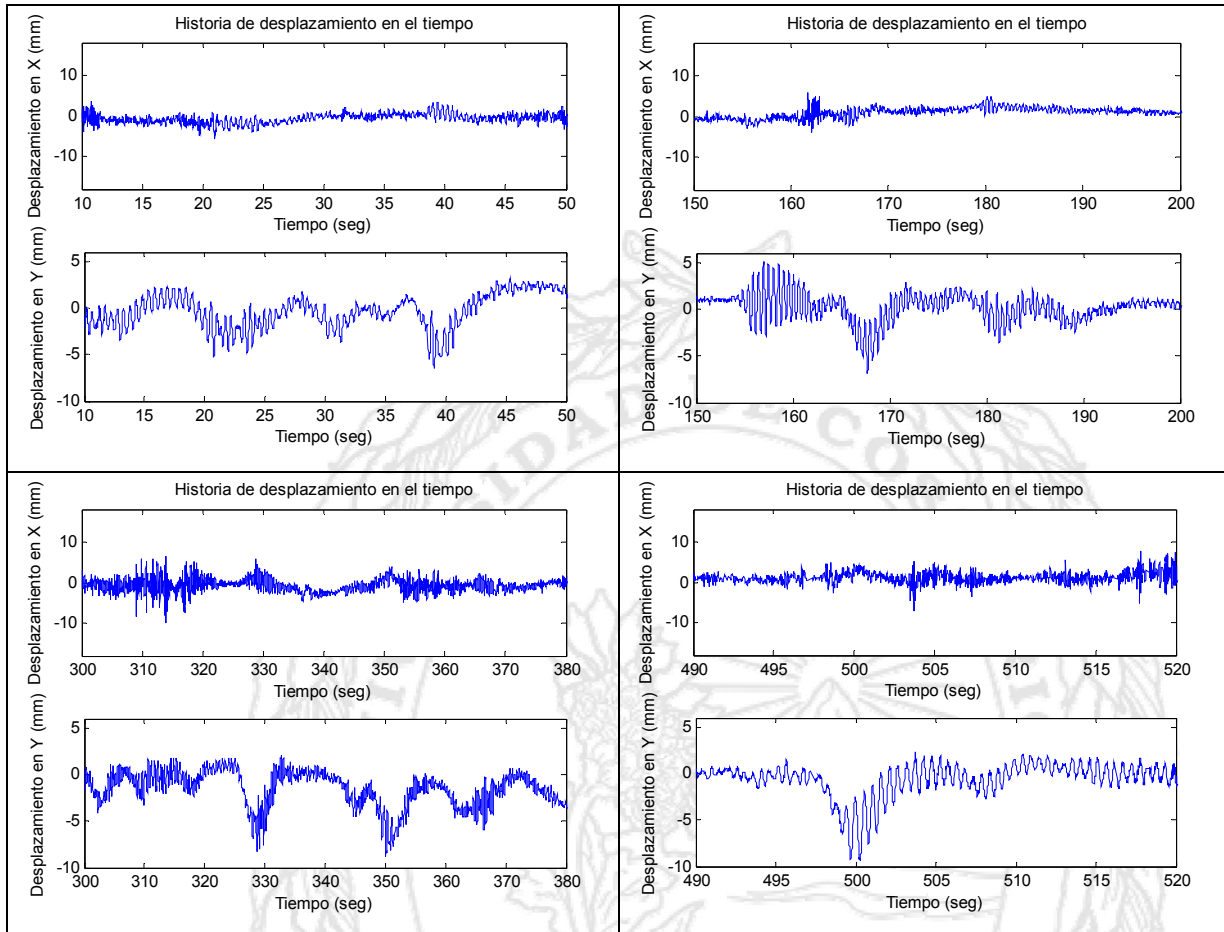 Historia de desplazamiento en el tiempo
Desplazamiento en X (mm)
10
0
-10
10 15 20 25 30 35 40 45 50
Tiempo (seg)
Desplazamiento en Y (mm)
5
0
-5
-10
10 15 20 25 30 35 40 45 50
Tiempo (seg)
Historia de desplazamiento en el tiempo
Desplazamiento en X (mm)
10
0
-10
150 160 170 180 190 200
Tiempo (seg)
Desplazamiento en Y (mm)
5
0
-5
-10
150 160 170 180 190 200
Tiempo (seg)
Historia de desplazamiento en el tiempo
Desplazamiento en X (mm)
10
0
-10
300 310 320 330 340 350 360 370 380
Tiempo (seg)
Desplazamiento en Y (mm)
5
0
-5
-10
300 310 320 330 340 350 360 370 380
Tiempo (seg)
Historia de desplazamiento en el tiempo
Desplazamiento en X (mm)
10
0
-10
490 495 500 505 510 515 520
Tiempo (seg)
Desplazamiento en Y (mm)
5
0
-5
-10
490 495 500 505 510 515 520
Tiempo (seg)